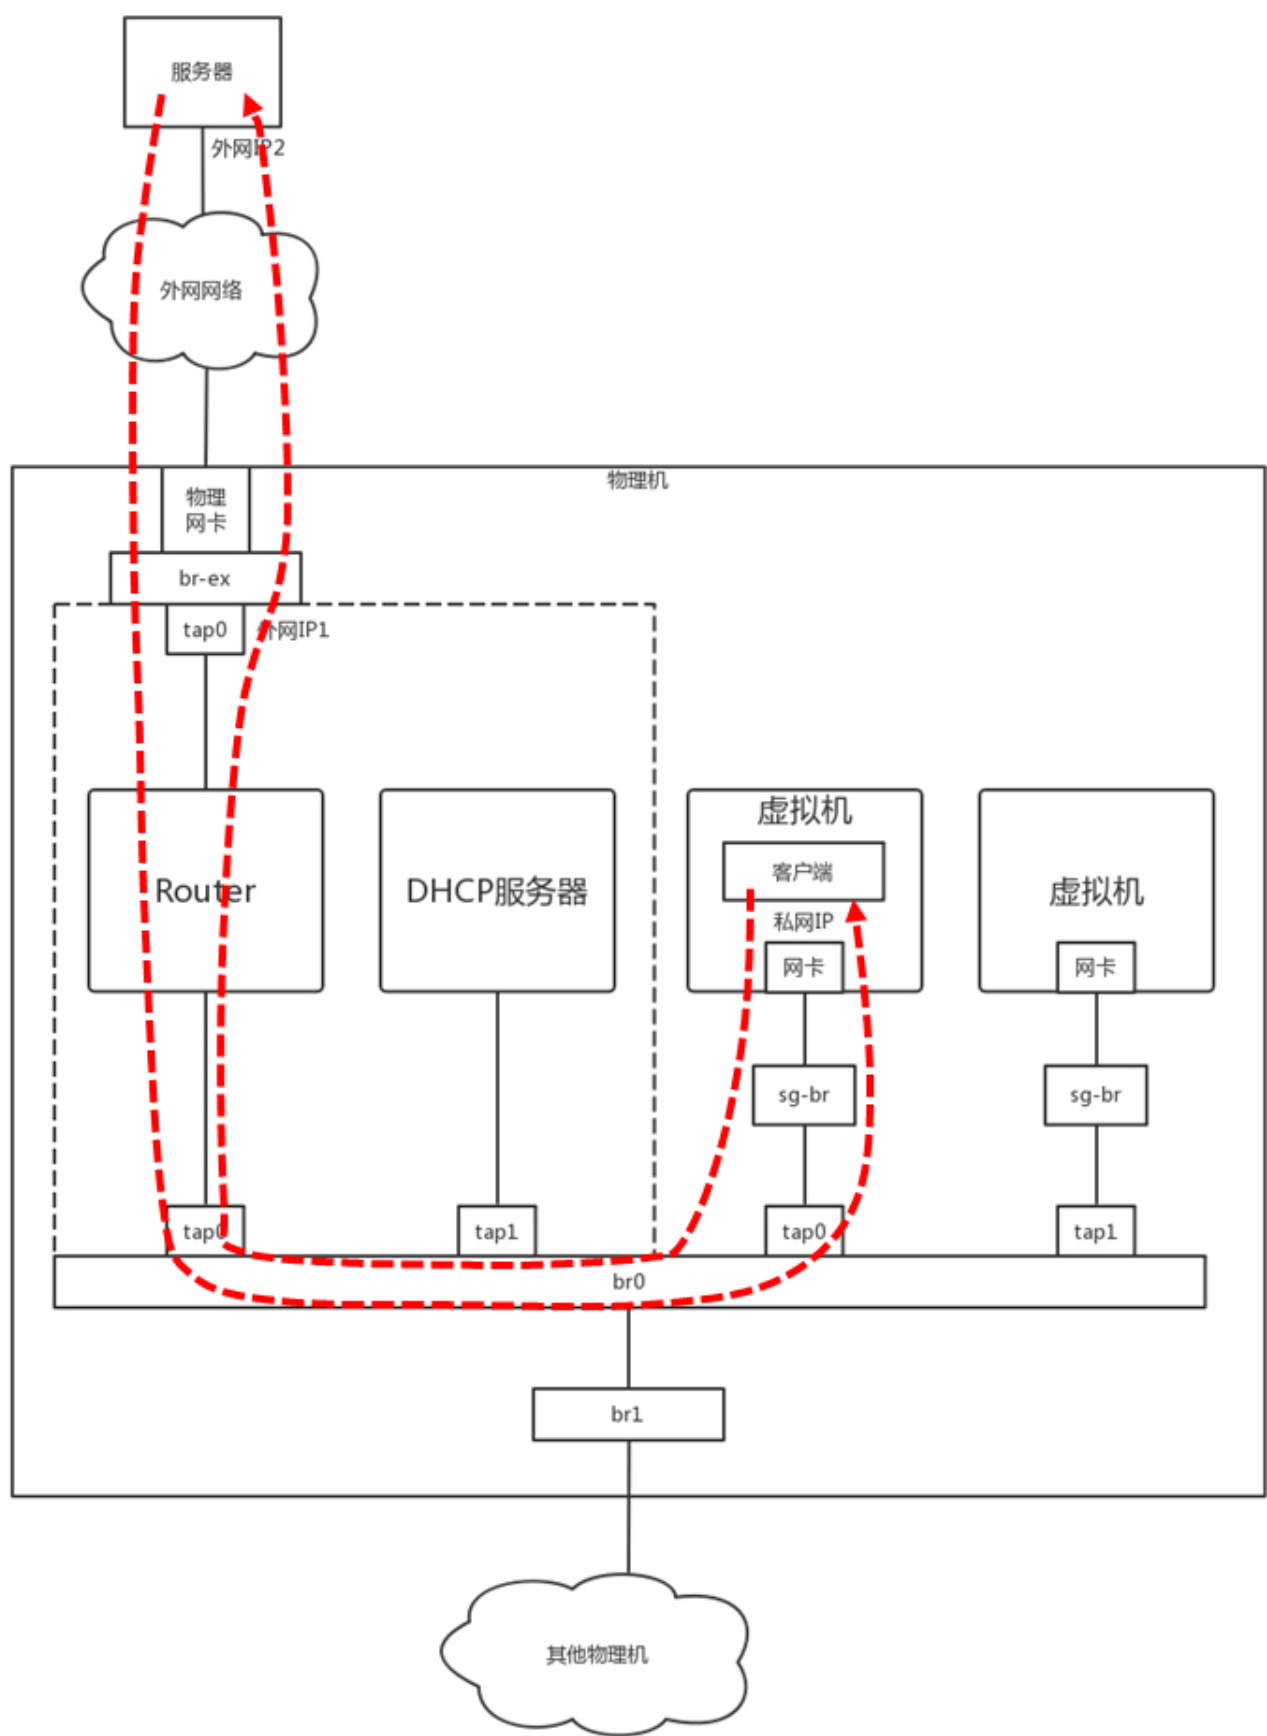 服务器
外网IP2
外网网络
物理机
物理
网卡
br-ex
tap0
外网IP1
Router
DHCP服务器
虚拟机
客户端
私网IP
网卡
虚拟机
网卡
sg-br
sg-br
tap0
tap1
tap0
tap1
br0
br1
其他物理机